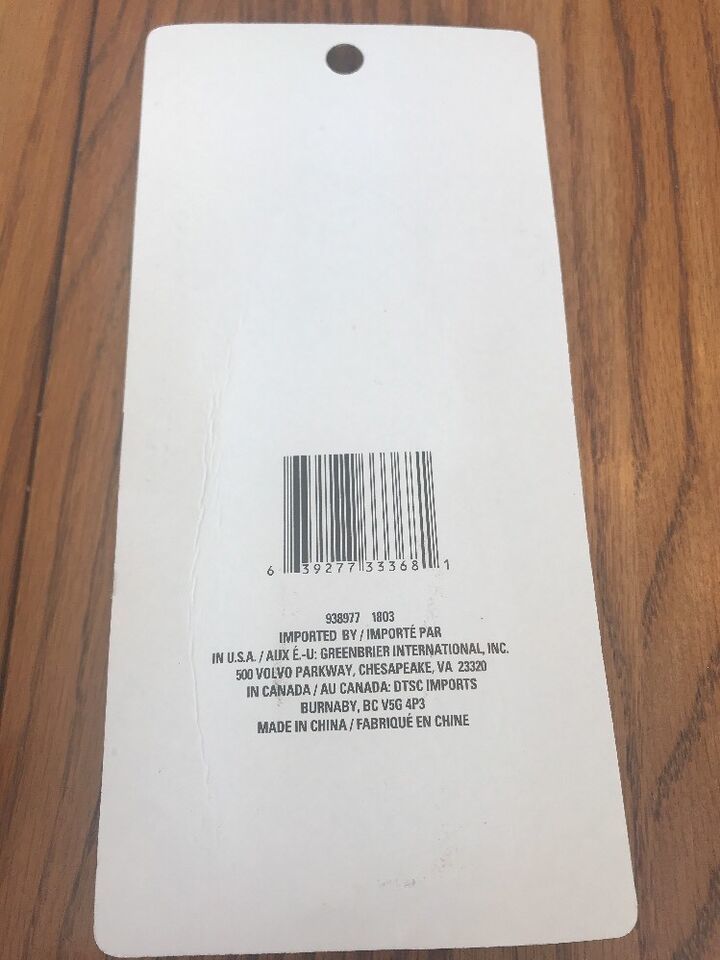 6 39277 33368 1
938977 1803
IMPORTED BY / IMPORTÉ PAR
IN U.S.A. / AUX É.-U: GREENBRIER INTERNATIONAL, INC.
500 VOLVO PARKWAY, CHESAPEAKE, VA 23320
IN CANADA / AU CANADA: DTSC IMPORTS
BURNABY, BC V5G 4P3
MADE IN CHINA / FABRIQUÉ EN CHINE